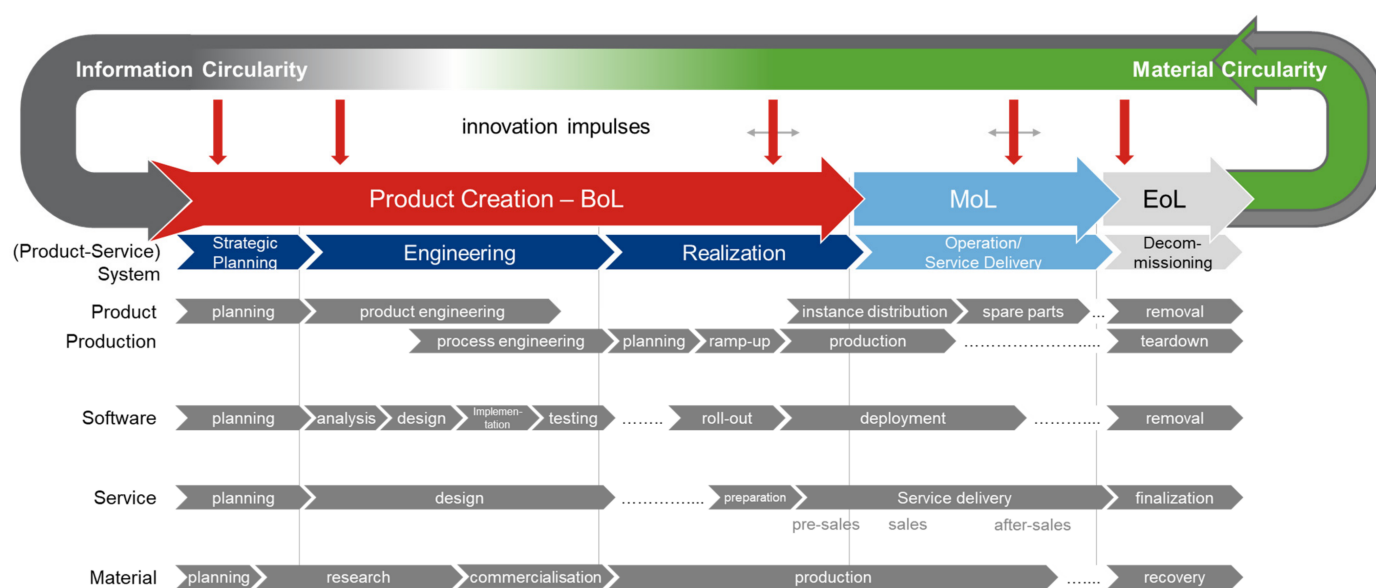 Information Circularity
Material Circularity
innovation impulses
Product Creation – BoL
MoL
EoL
(Product-Service)
System
Strategic
Planning
Engineering
Realization
Operation/
Service Delivery
Decom-
missioning
Product
planning
product engineering
instance distribution
spare parts
...
removal
Production
process engineering
planning
ramp-up
production
........................
teardown
Software
planning
analysis
design
Implemen-
tation
testing
........
roll-out
deployment
...............
removal
Service
planning
design
................
preparation
Service delivery
finalization
pre-sales
sales
after-sales
Material
planning
research
commercialisation
production
.......
recovery